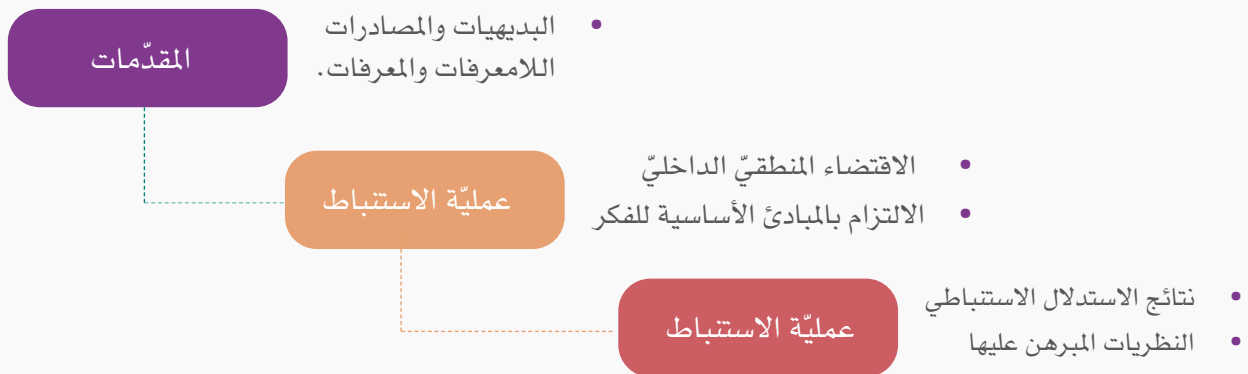 المقدّمات
البديهيات والمصادرات
اللامعرفات والمعرفات.
عمليّة الاستنباط
الاقتضاء المنطقيّ الداخليّ
الالتزام بالمبادئ الأساسية للفكر
عمليّة الاستنباط
نتائج الاستدلال الاستنباطي
النظريات المبرهن عليها